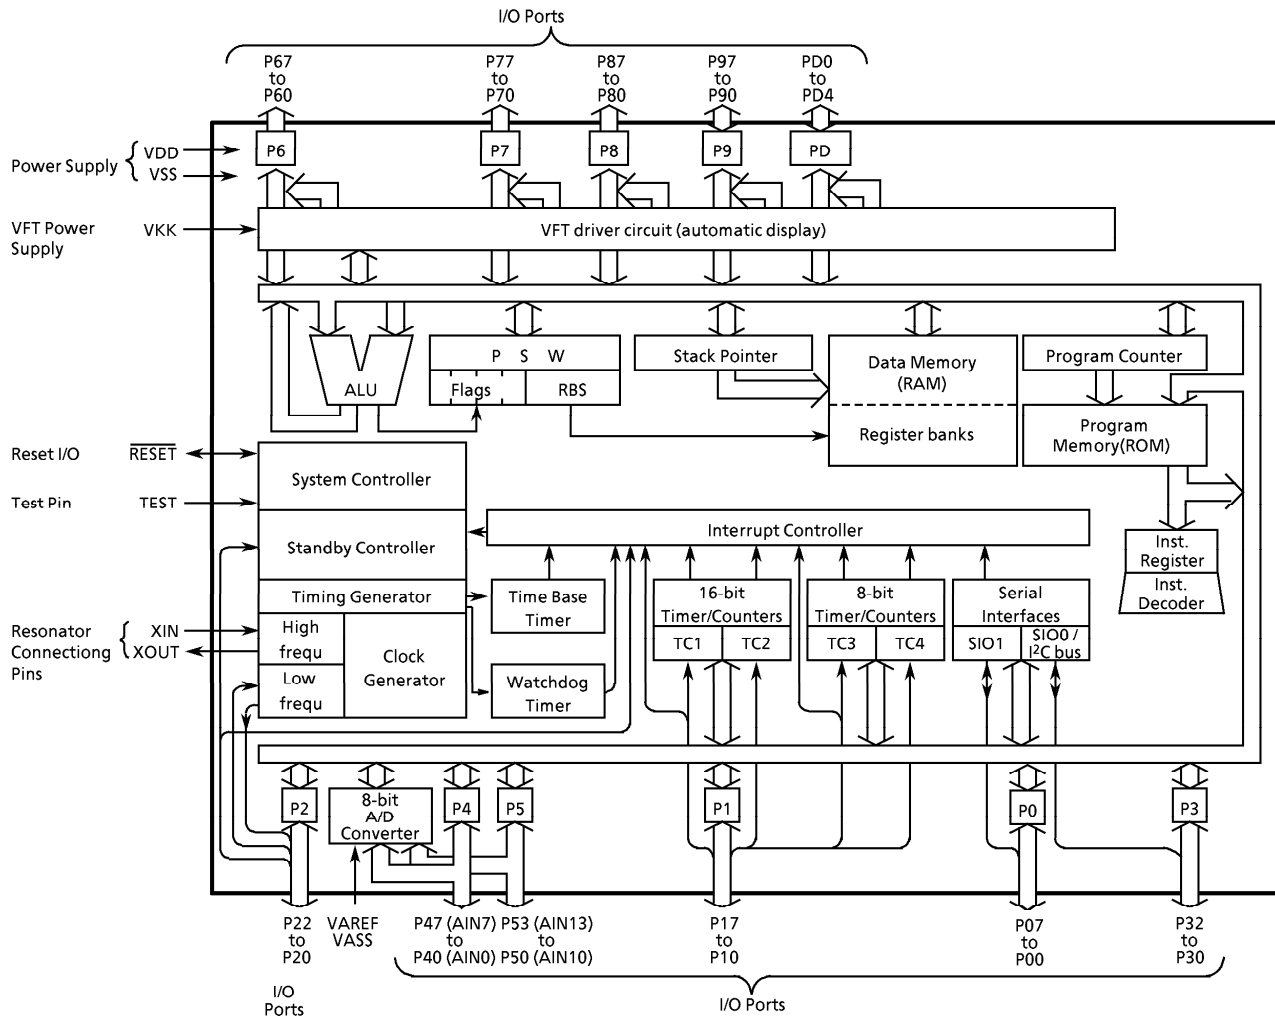 I/O Ports
P67 to P60
P77 to P70
P87 to P80
P97 to P90
PD0 to PD4
P6
P7
P8
P9
PD
Power Supply
VDD
VSS
VFT Power Supply
VKK
VFT driver circuit (automatic display)
ALU
P S W
Flags
RBS
Stack Pointer
Data Memory (RAM)
Register banks
Program Counter
Program Memory(ROM)
Reset I/O
RESET
Test Pin
TEST
System Controller
Standby Controller
Timing Generator
High frequ
Low frequ
Clock Generator
Resonator Connectiong Pins
XIN
XOUT
Interrupt Controller
Time Base Timer
Watchdog Timer
16-bit Timer/Counters
TC1
TC2
8-bit Timer/Counters
TC3
TC4
Serial Interfaces
SIO1
SIO0 / I²C bus
Inst. Register
Inst. Decoder
P2
8-bit A/D Converter
P4
P5
P1
P0
P3
P22 to P20
VAREF
VASS
P47 (AIN7) to P40 (AIN0)
P53 (AIN13) to P50 (AIN10)
P17 to P10
P07 to P00
P32 to P30
I/O Ports
I/O Ports